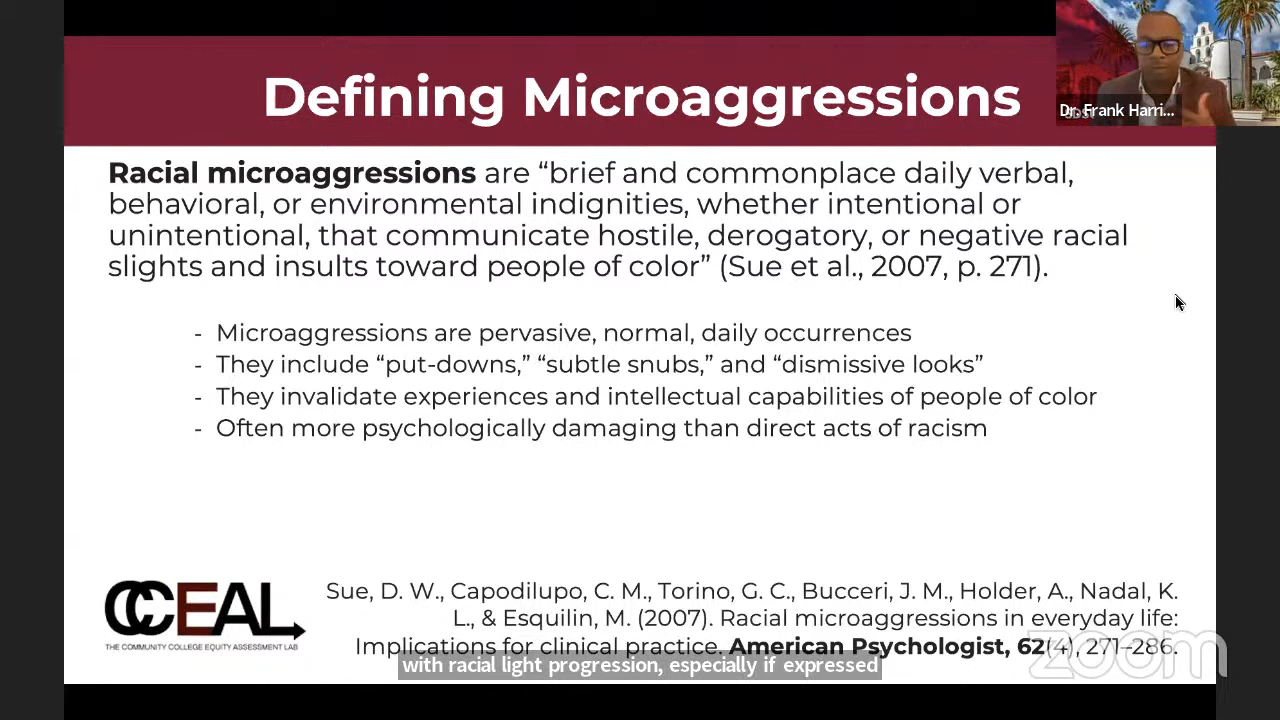 Defining Microaggressions
Dr. Frank Harri...
Racial microaggressions are “brief and commonplace daily verbal,
behavioral, or environmental indignities, whether intentional or
unintentional, that communicate hostile, derogatory, or negative racial
slights and insults toward people of color” (Sue et al., 2007, p. 271).
- Microaggressions are pervasive, normal, daily occurrences
- They include “put-downs,” “subtle snubs,” and “dismissive looks”
- They invalidate experiences and intellectual capabilities of people of color
- Often more psychologically damaging than direct acts of racism
CCEAL
THE COMMUNITY COLLEGE EQUITY ASSESSMENT LAB
Sue, D. W., Capodilupo, C. M., Torino, G. C., Bucceri, J. M., Holder, A., Nadal, K.
L., & Esquilin, M. (2007). Racial microaggressions in everyday life:
Implications for clinical practice. American Psychologist, 62(4), 271–286.
with racial light progression, especially if expressed
zoom